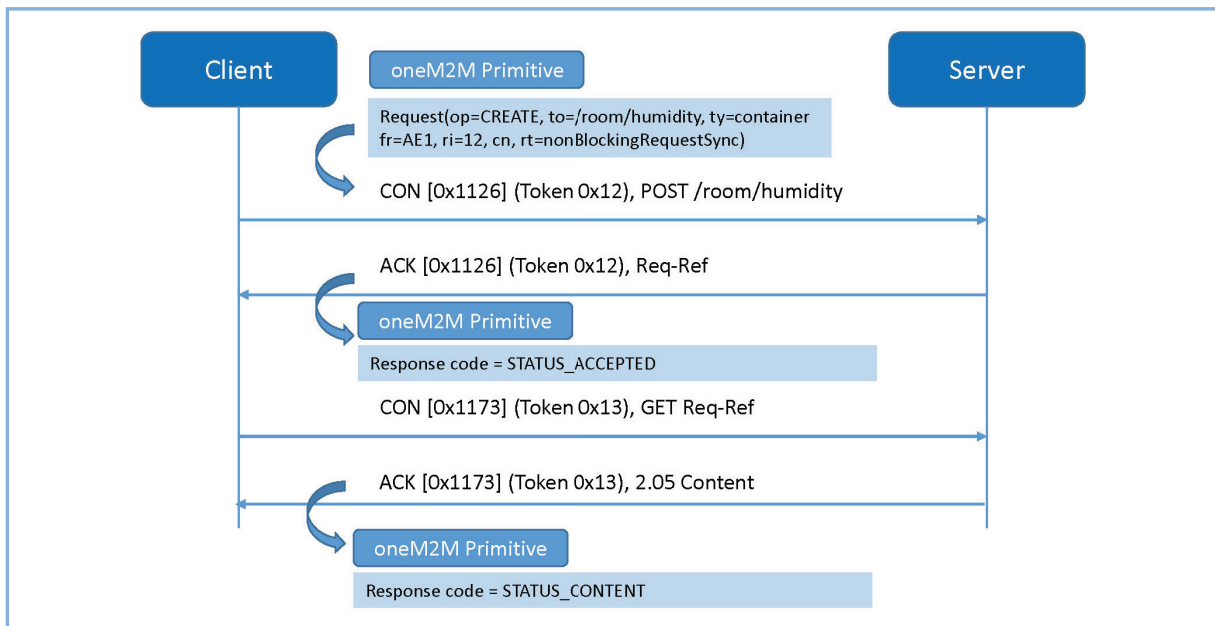 Client
oneM2M Primitive
Server
Request(op=CREATE, to=/room/humidity, ty=container
fr=AE1, ri=12, cn, rt=nonBlockingRequestSync)
CON [0x1126] (Token 0x12), POST /room/humidity
ACK [0x1126] (Token 0x12), Req-Ref
oneM2M Primitive
Response code = STATUS_ACCEPTED
CON [0x1173] (Token 0x13), GET Req-Ref
ACK [0x1173] (Token 0x13), 2.05 Content
oneM2M Primitive
Response code = STATUS_CONTENT